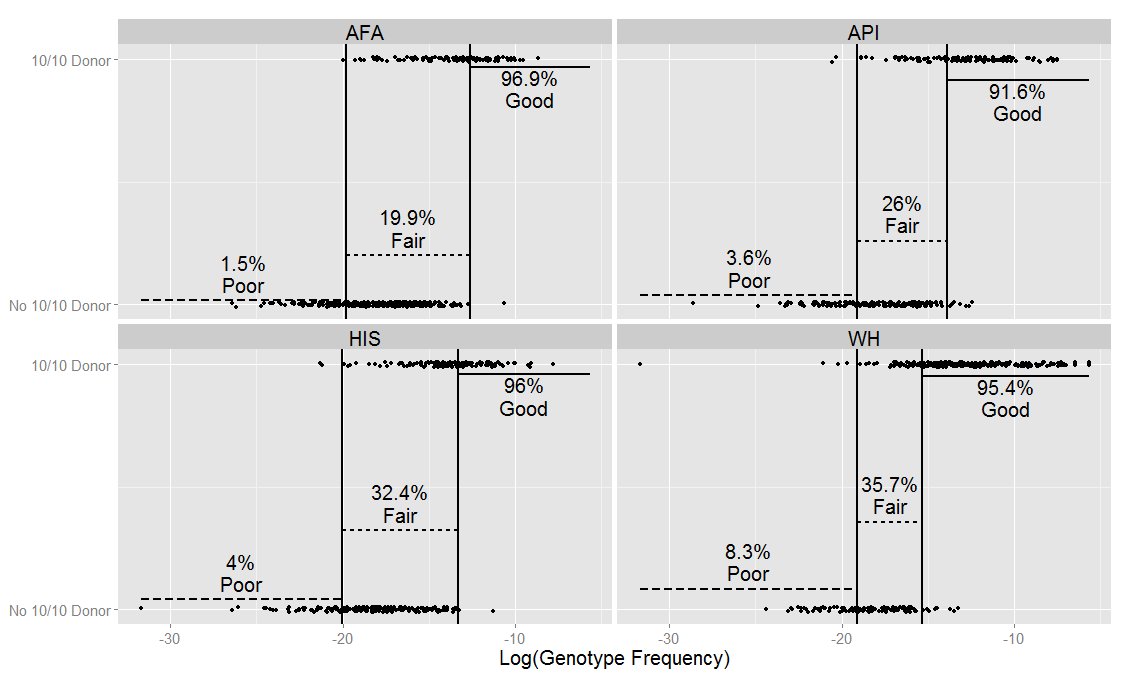 AFA
API
10/10 Donor
96.9%
Good
91.6%
Good
19.9%
Fair
26%
Fair
1.5%
Poor
3.6%
Poor
No 10/10 Donor
HIS
WH
10/10 Donor
96%
Good
95.4%
Good
32.4%
Fair
35.7%
Fair
4%
Poor
8.3%
Poor
No 10/10 Donor
-30
-20
-10
-30
-20
-10
Log(Genotype Frequency)